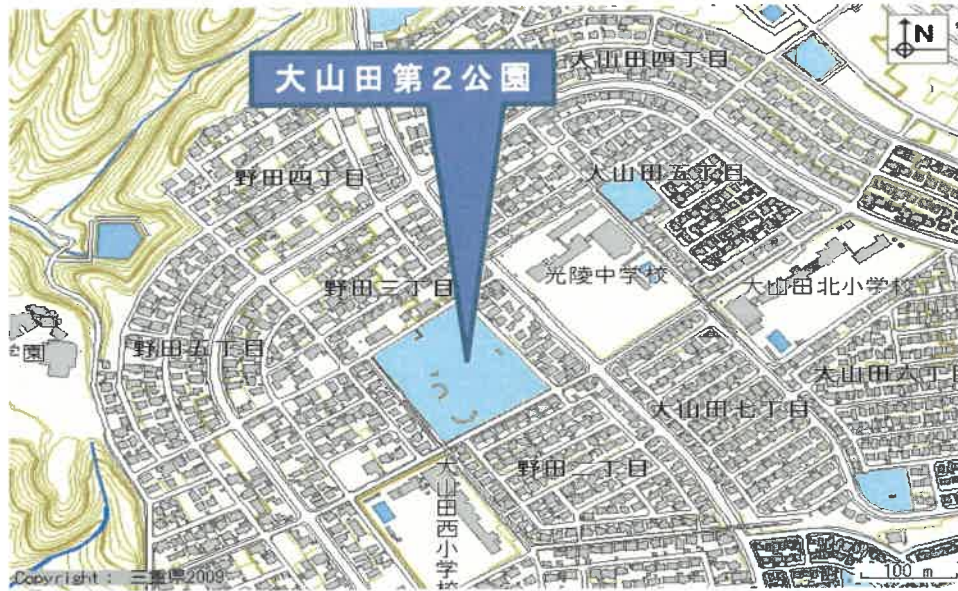 N
大山田第2公園
大山田四丁目
野田四丁目
大山田五丁目
光陵中学校
大山田北小学校
野田三丁目
園
野田五丁目
大山田六丁目
大山田七丁目
野田二丁目
大山田西小学校
Copyright : 三重県2009
100 m